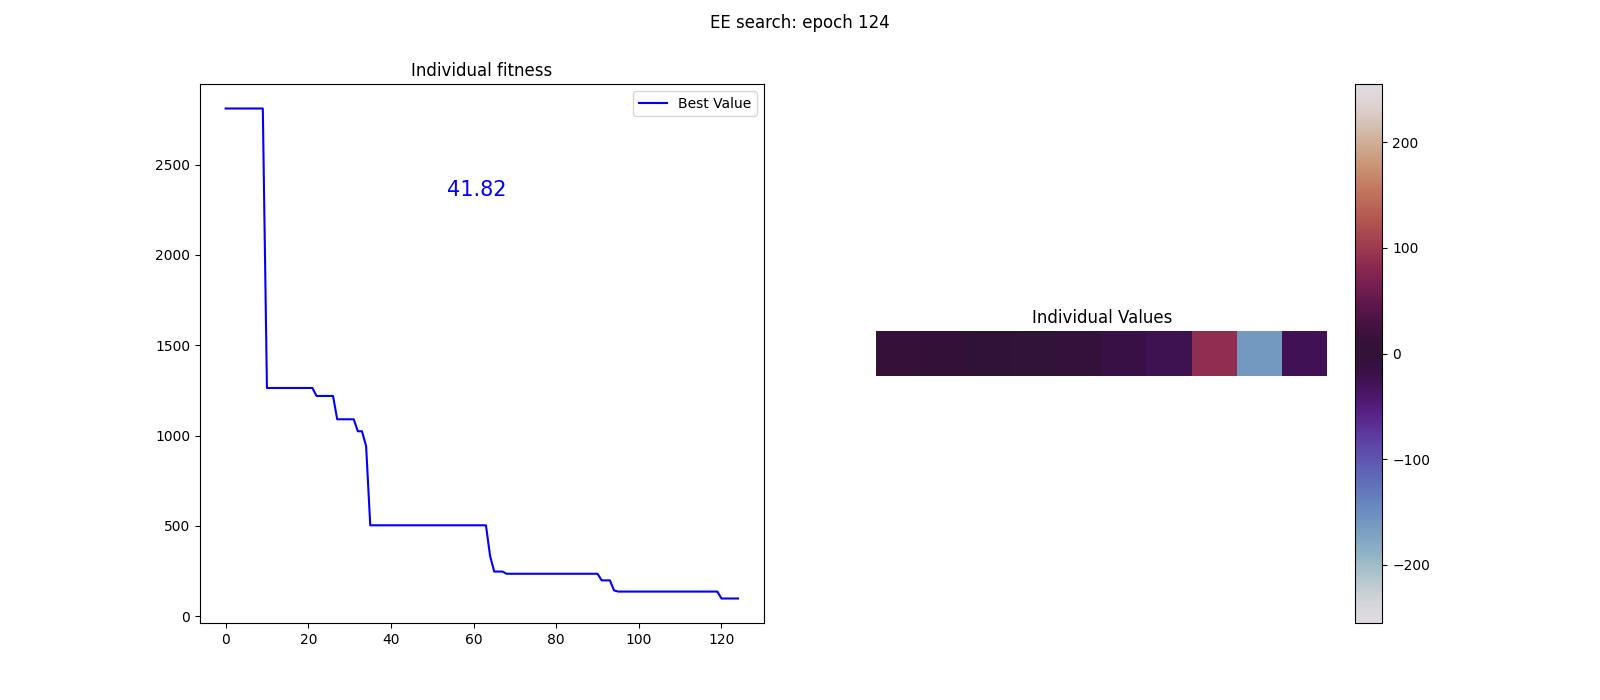 EE search: epoch 124
Individual fitness
Best Value
41.82
2500
2000
1500
1000
500
0
0 20 40 60 80 100 120
Individual Values
200
100
0
−100
−200